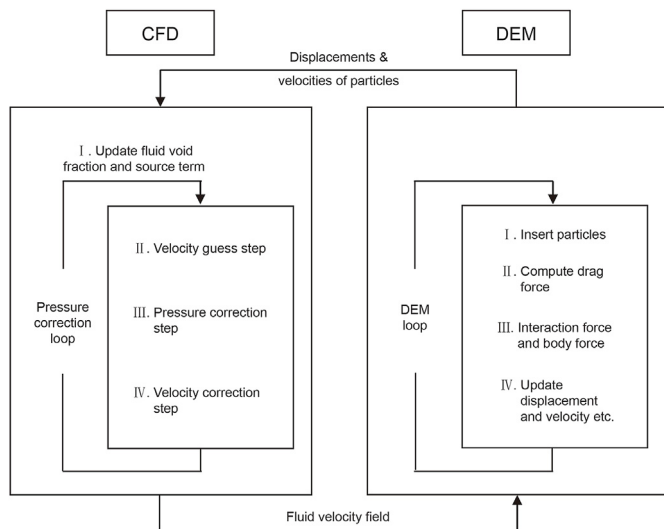 CFD
DEM
Displacements &
velocities of particles
Ⅰ. Update fluid void
fraction and source term
Ⅱ. Velocity guess step
Pressure
correction
loop
Ⅲ. Pressure correction
step
Ⅳ. Velocity correction
step
Ⅰ. Insert particles
Ⅱ. Compute drag
force
DEM
loop
Ⅲ. Interaction force
and body force
Ⅳ. Update
displacement
and velocity etc.
Fluid velocity field